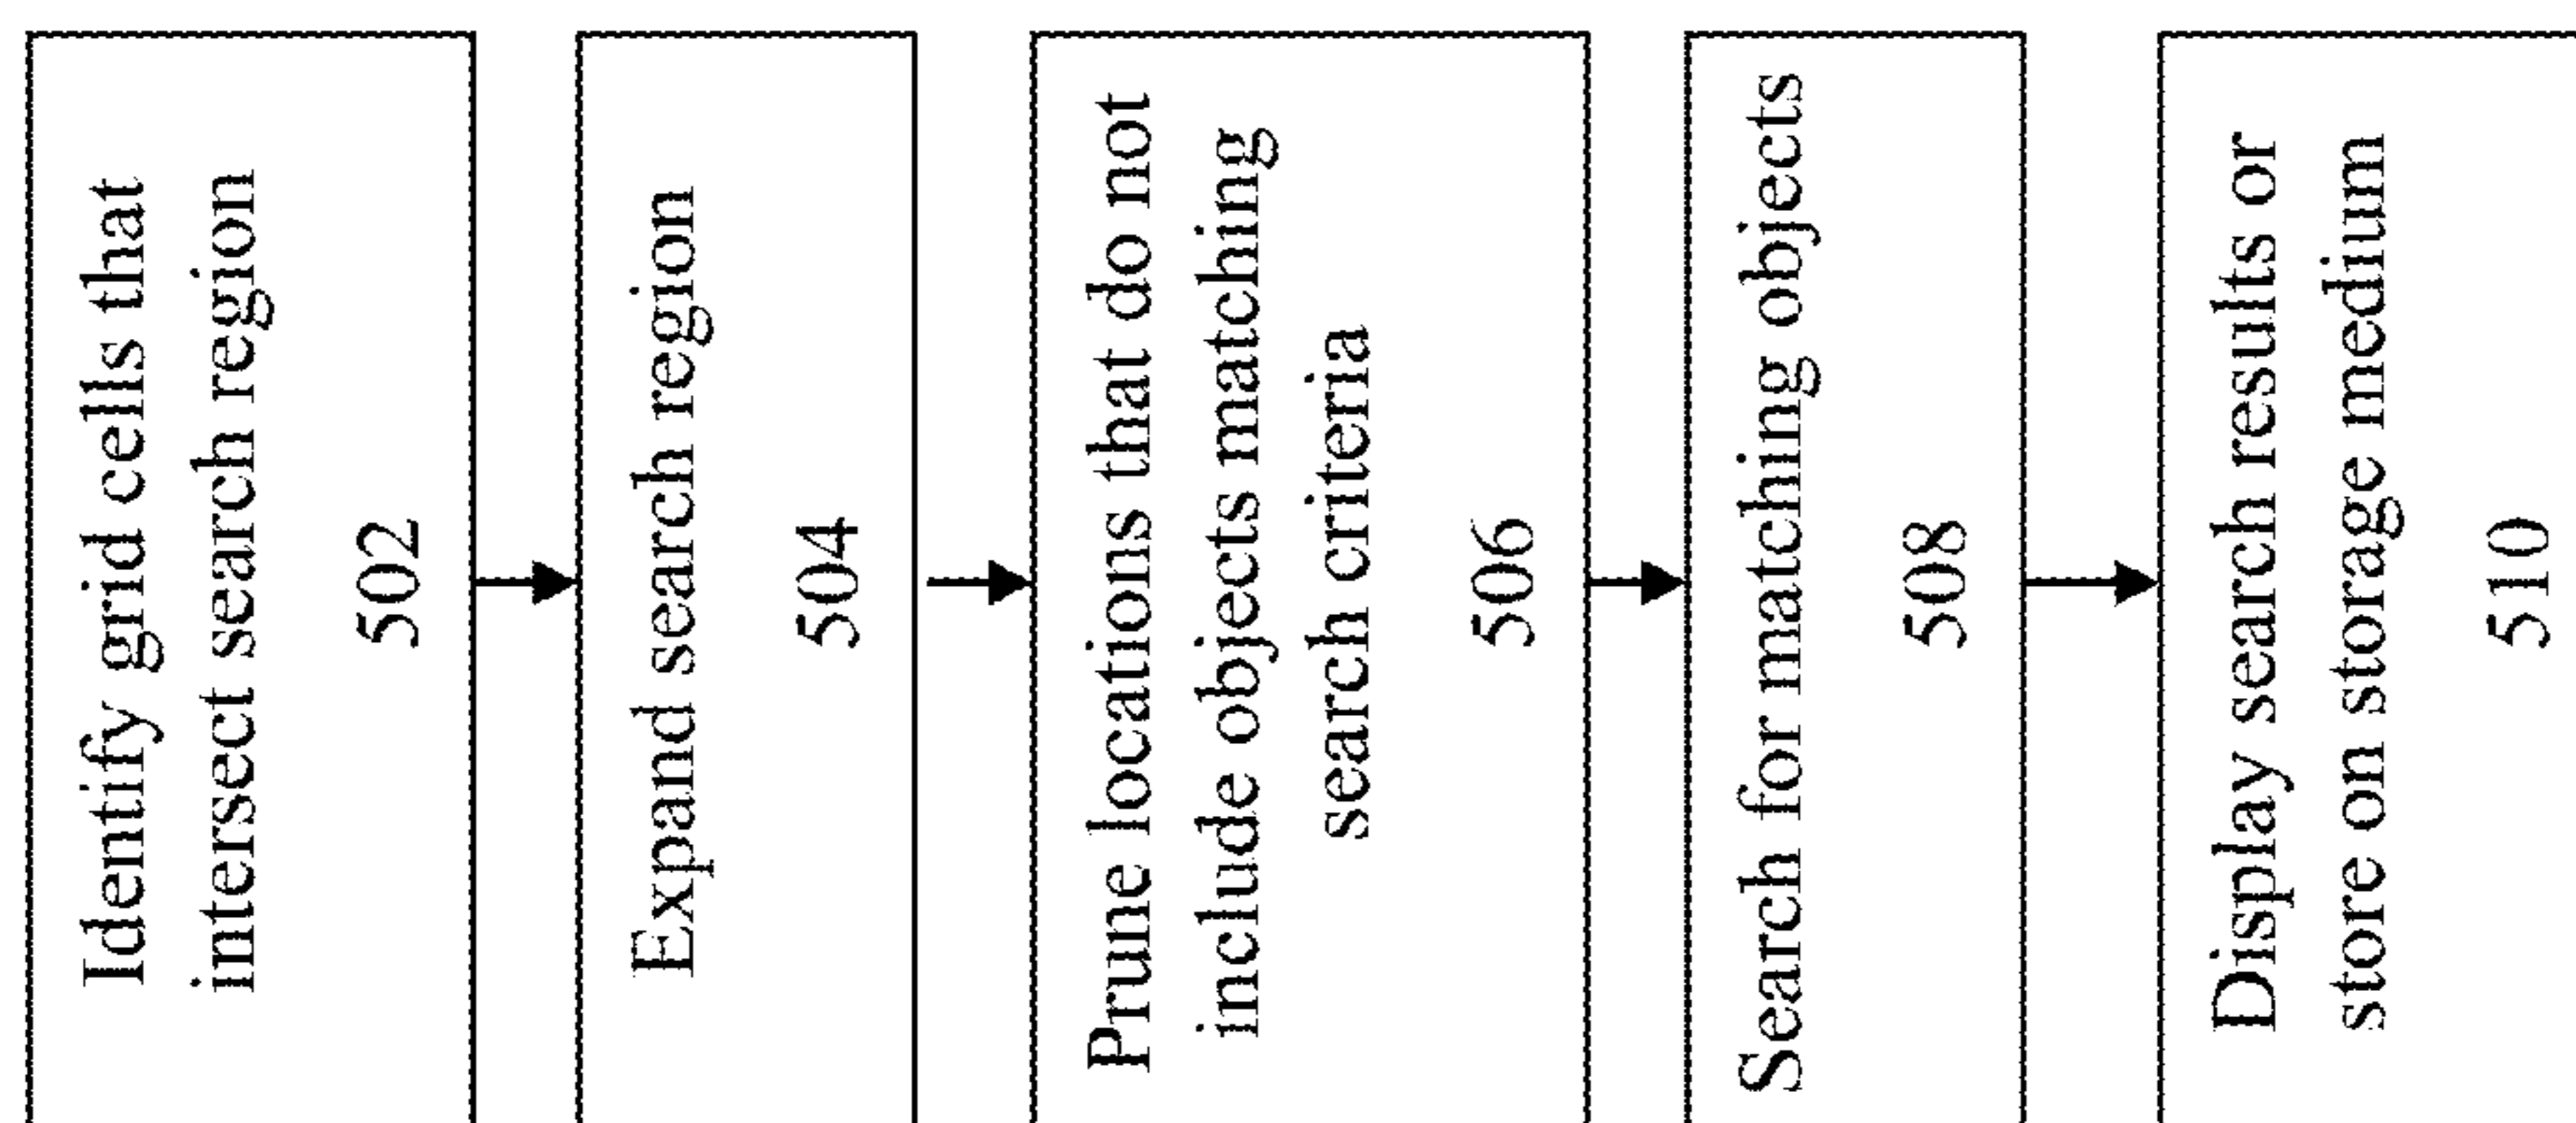 Identify grid cells that
intersect search region
502
Expand search region
504
Prune locations that do not
include objects matching
search criteria
506
Search for matching objects
508
Display search results or
store on storage medium
510